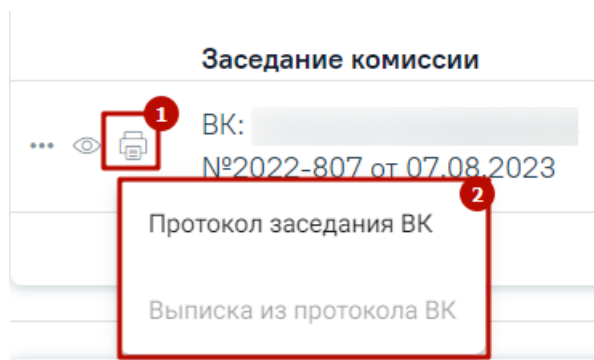 Заседание комиссии
1
ВК:
№2022-807 от 07.08.2023
2
Протокол заседания ВК
Выписка из протокола ВК